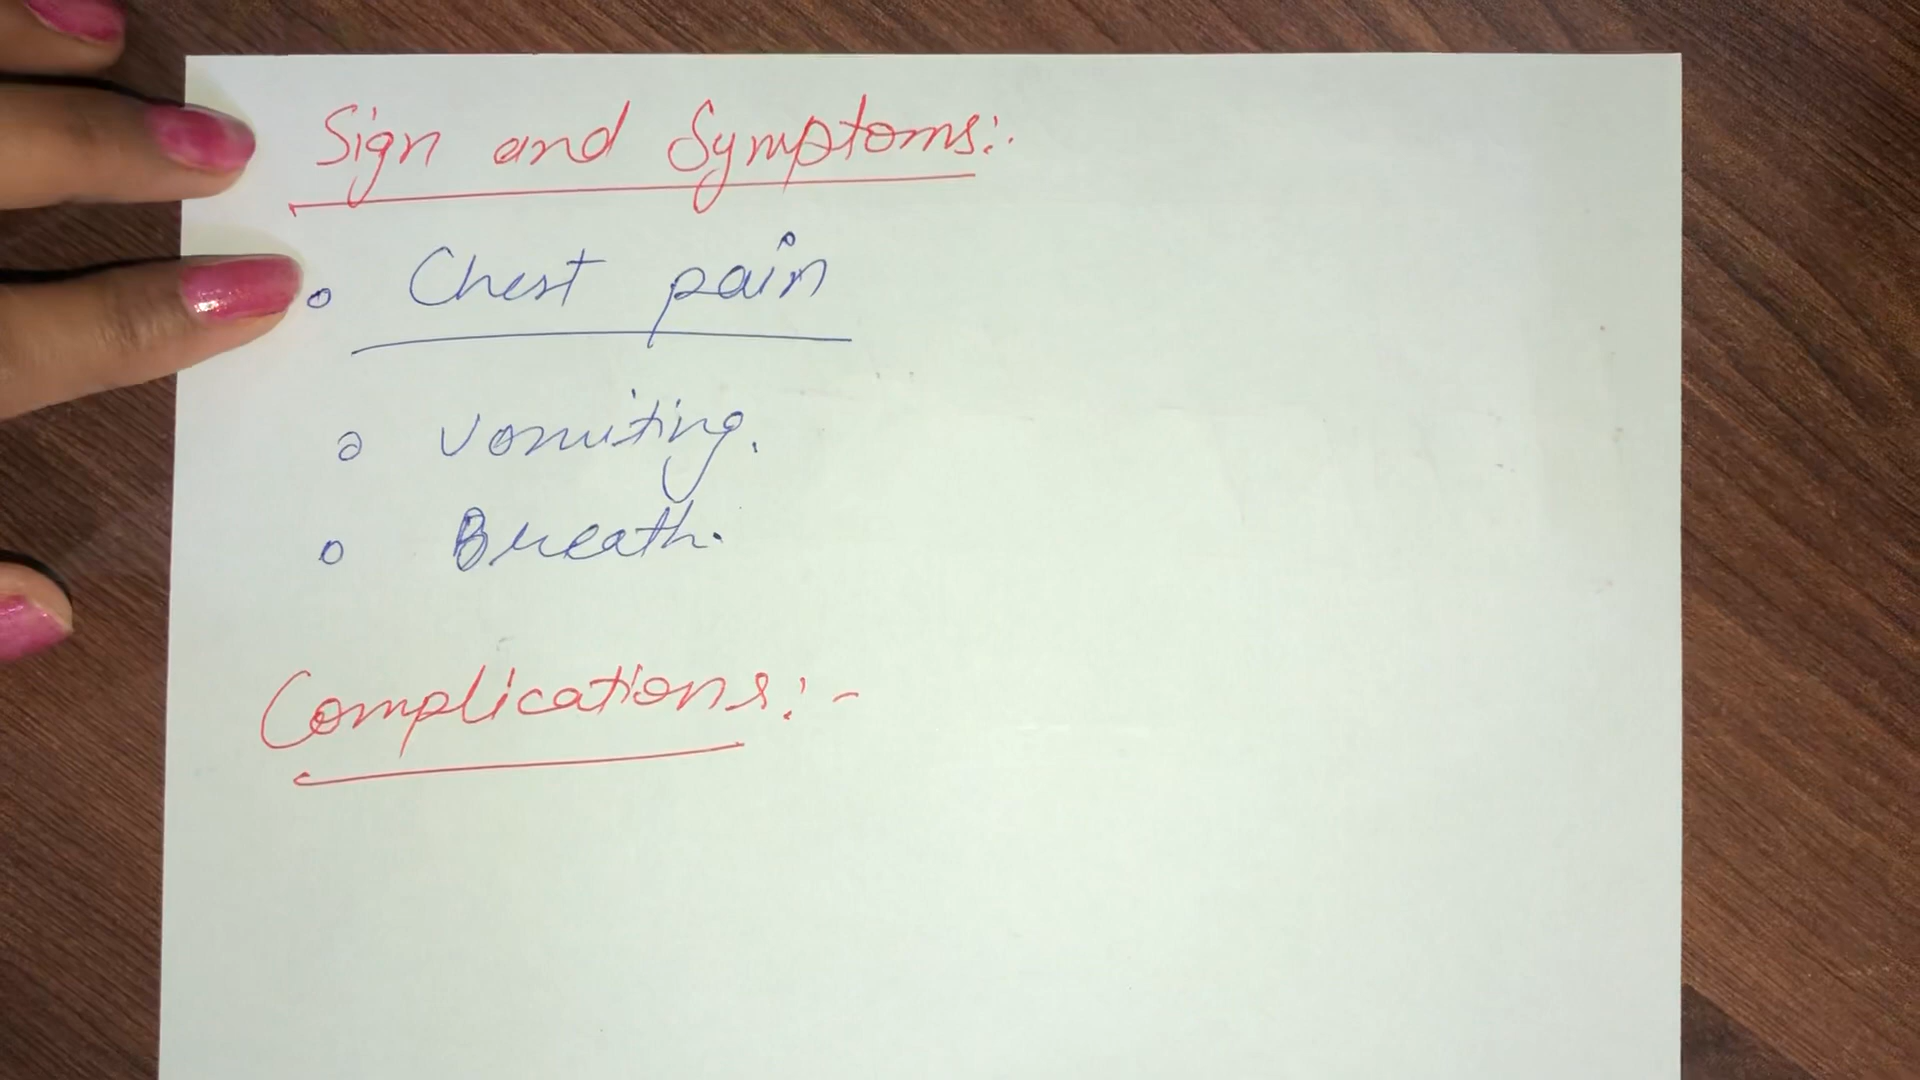 Sign and Symptoms:-
o Chest pain
o Vomiting.
o Breath.
Complications:-